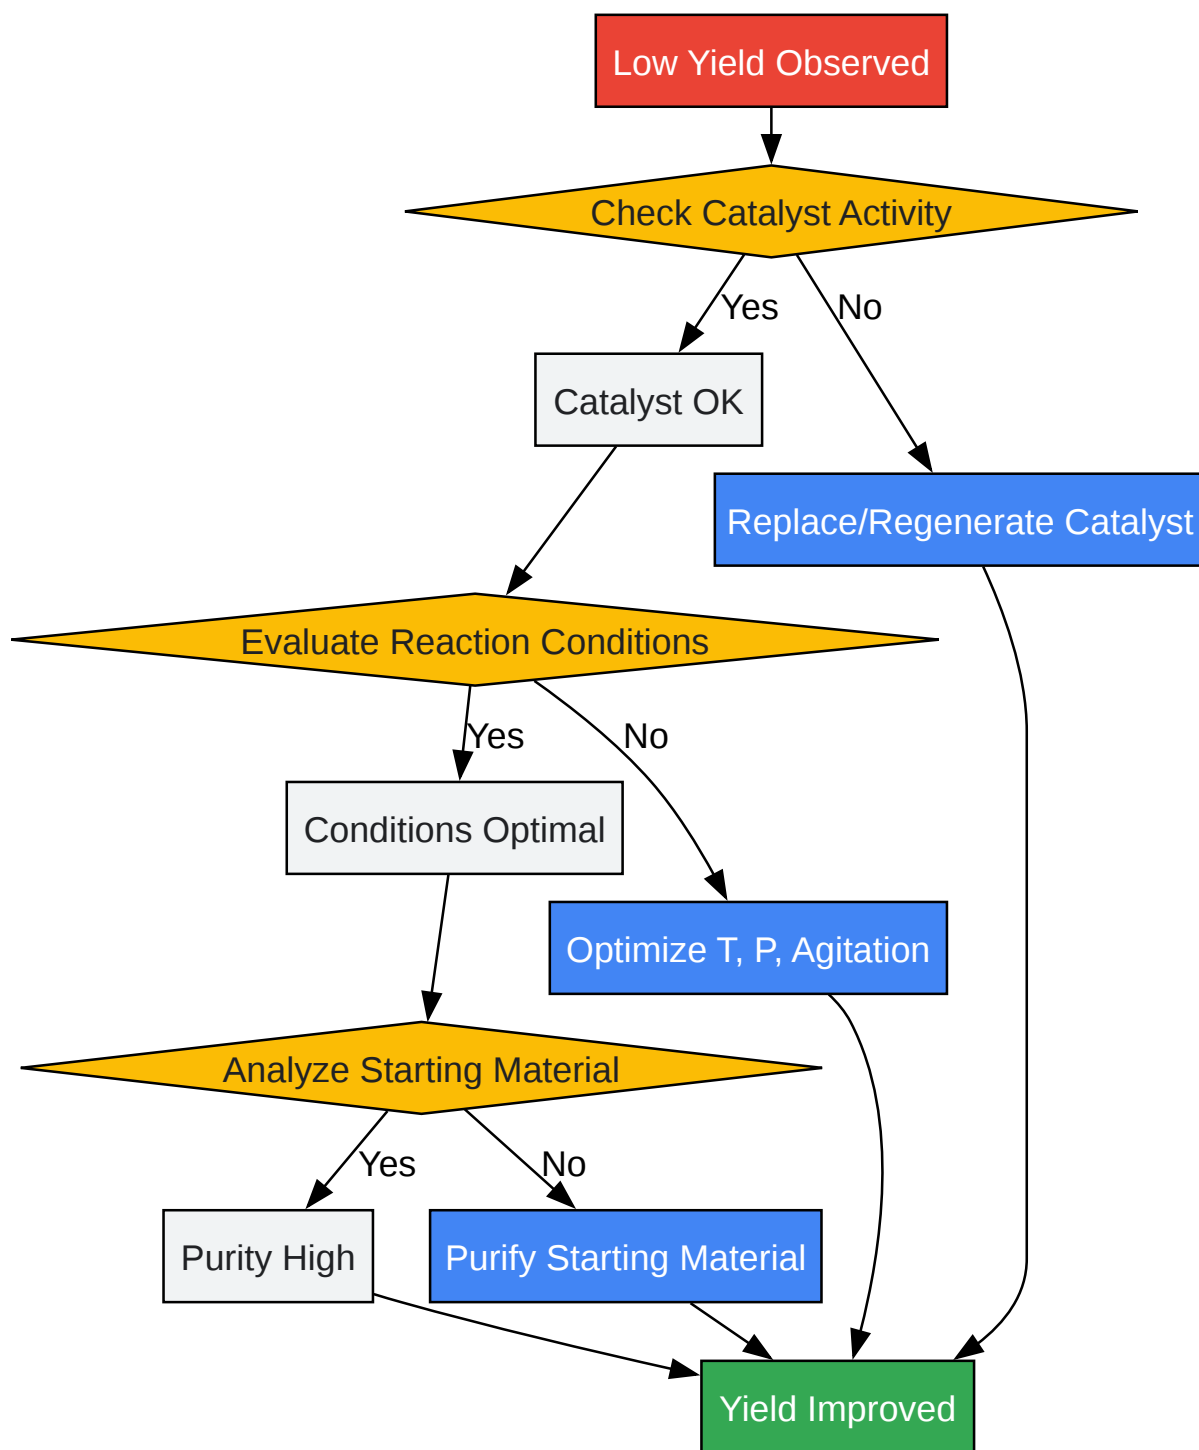 Low Yield Observed
Check Catalyst Activity
Yes
No
Catalyst OK
Replace/Regenerate Catalyst
Evaluate Reaction Conditions
Yes
No
Conditions Optimal
Optimize T, P, Agitation
Analyze Starting Material
Yes
No
Purity High
Purify Starting Material
Yield Improved